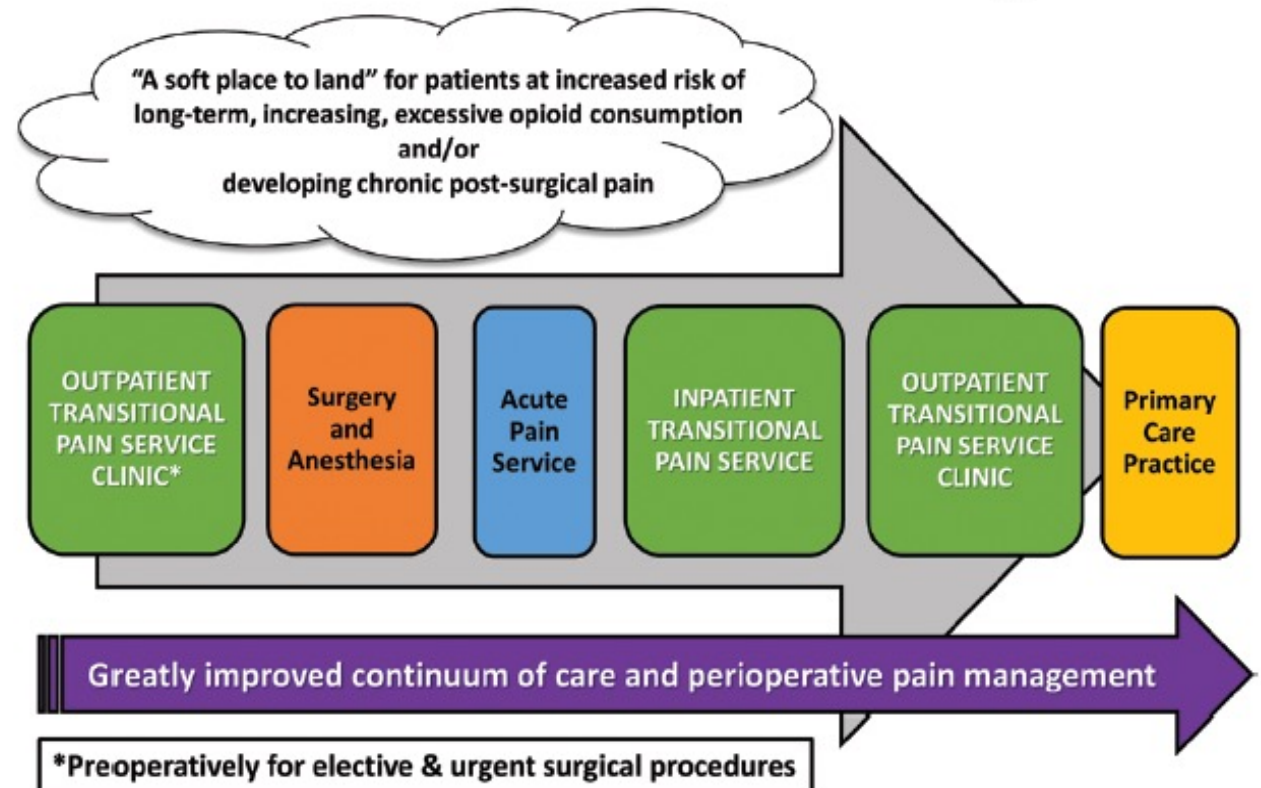 “A soft place to land” for patients at increased risk of
long-term, increasing, excessive opioid consumption
and/or
developing chronic post-surgical pain
OUTPATIENT
TRANSITIONAL
PAIN SERVICE
CLINIC*
Surgery
and
Anesthesia
Acute
Pain
Service
INPATIENT
TRANSITIONAL
PAIN SERVICE
OUTPATIENT
TRANSITIONAL
PAIN SERVICE
CLINIC
Primary
Care
Practice
Greatly improved continuum of care and perioperative pain management
*Preoperatively for elective & urgent surgical procedures